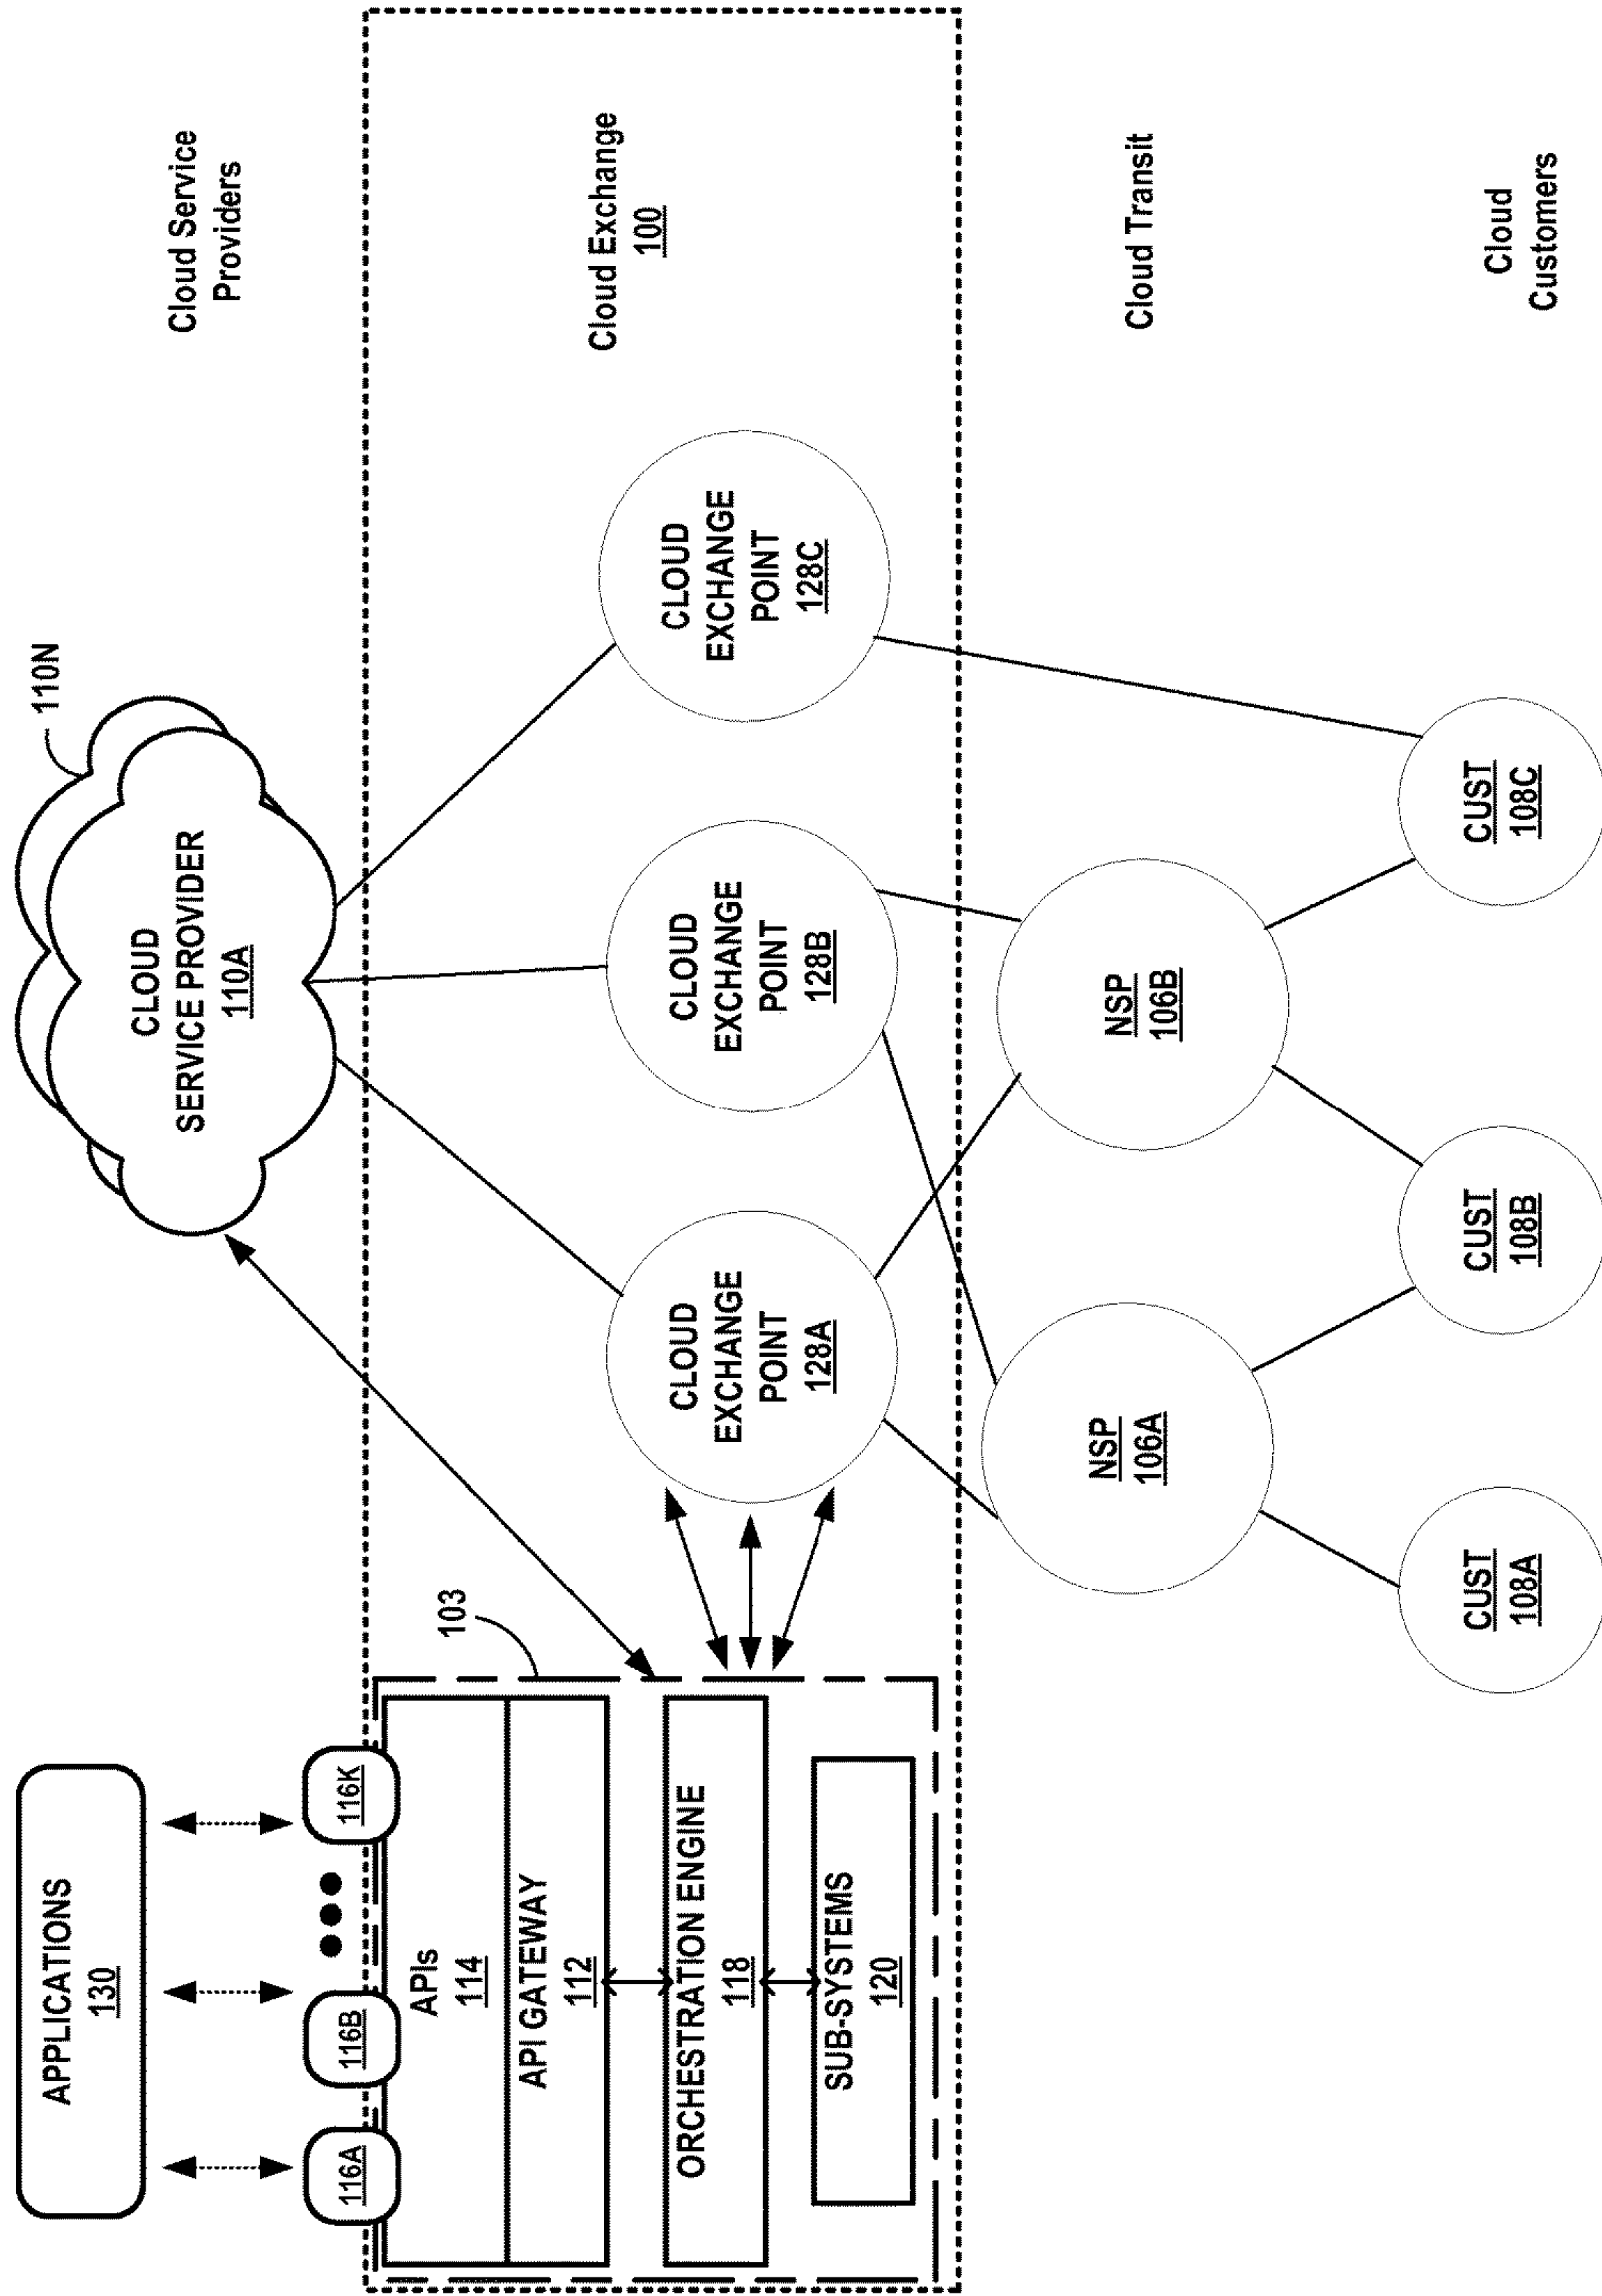 APPLICATIONS
130
116A
116B
116K
103
APIs
114
API GATEWAY
112
ORCHESTRATION ENGINE
118
SUB-SYSTEMS
120
110N
CLOUD
SERVICE PROVIDER
110A
Cloud Service
Providers
CLOUD
EXCHANGE
POINT
128A
CLOUD
EXCHANGE
POINT
128B
CLOUD
EXCHANGE
POINT
128C
Cloud Exchange
100
NSP
106A
NSP
106B
Cloud Transit
CUST
108A
CUST
108B
CUST
108C
Cloud
Customers